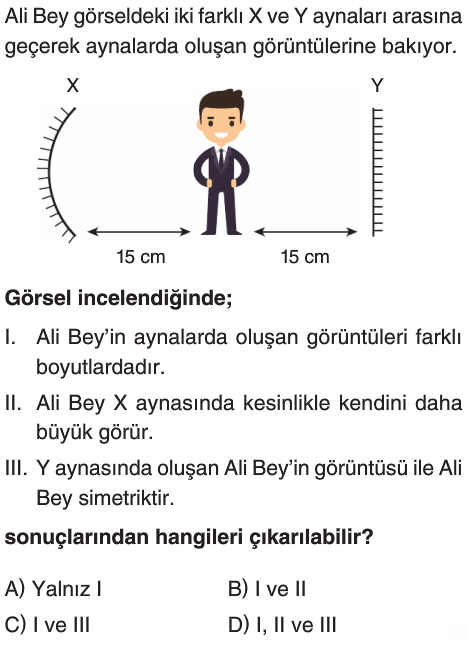 Ali Bey görseldeki iki farklı X ve Y aynaları arasına
geçerek aynalarda oluşan görüntülerine bakıyor.
X
Y
15 cm
15 cm
Görsel incelendiğinde;
I. Ali Bey’in aynalarda oluşan görüntüleri farklı
boyutlardadır.
II. Ali Bey X aynasında kesinlikle kendini daha
büyük görür.
III. Y aynasında oluşan Ali Bey’in görüntüsü ile Ali
Bey simetriktir.
sonuçlarından hangileri çıkarılabilir?
A) Yalnız I
B) I ve II
C) I ve III
D) I, II ve III